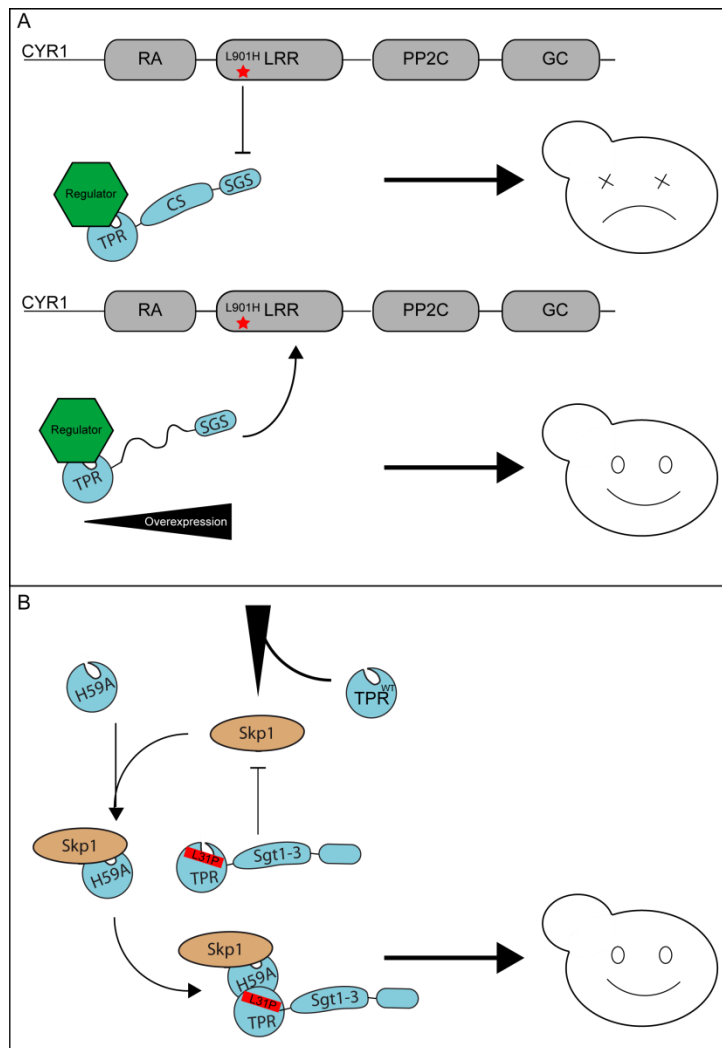 A
CYR1 RA L901H LRR PP2C GC
Regulator
TPR
CS
SGS
CYR1 RA L901H LRR PP2C GC
Regulator
TPR
SGS
Overexpression
B
H59A
TPR WT
Skp1
Skp1
H59A
L31P
TPR
Sgt1-3
Skp1
H59A
L31P
TPR
Sgt1-3